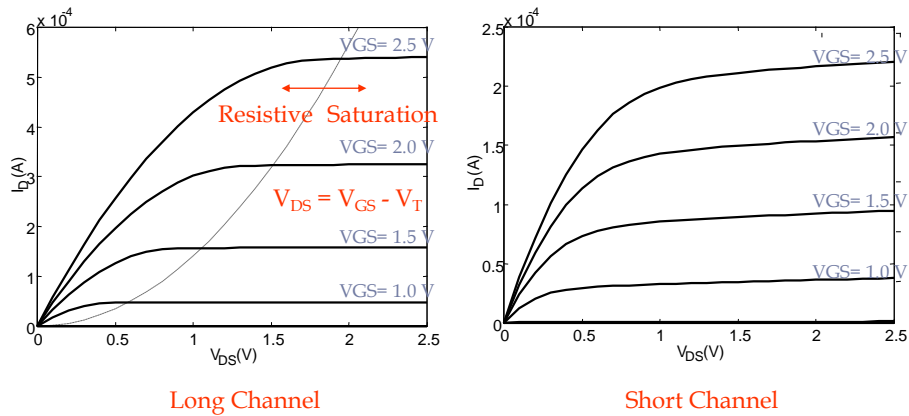 x 10⁻⁴
6
VGS= 2.5 V
5
Resistive Saturation
4
VGS= 2.0 V
3
V_DS = V_GS - V_T
2
VGS= 1.5 V
1
VGS= 1.0 V
0
0 0.5 1 1.5 2 2.5
I_D(A)
V_DS(V)
Long Channel
x 10⁻⁴
2.5
VGS= 2.5 V
2
VGS= 2.0 V
1.5
1
VGS= 1.5 V
0.5
VGS= 1.0 V
0
0 0.5 1 1.5 2 2.5
I_D(A)
V_DS(V)
Short Channel